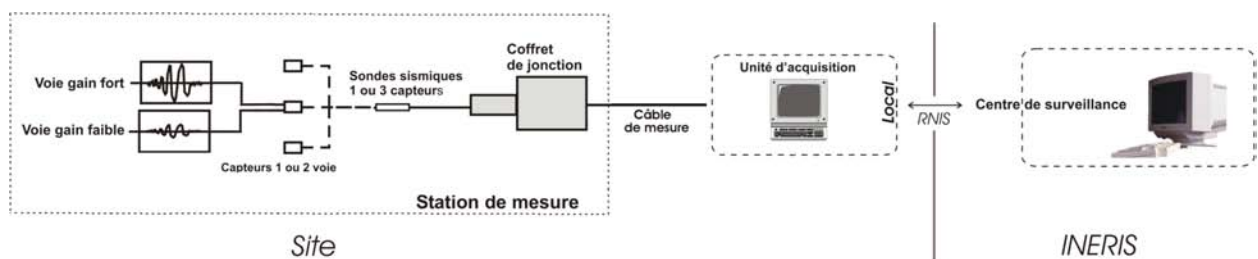 Voie gain fort
Voie gain faible
Capteurs 1 ou 2 voie
Sondes sismiques
1 ou 3 capteurs
Coffret
de jonction
Station de mesure
Câble
de mesure
Unité d'acquisition
Local
RNIS
Centre de surveillance
Site
INERIS